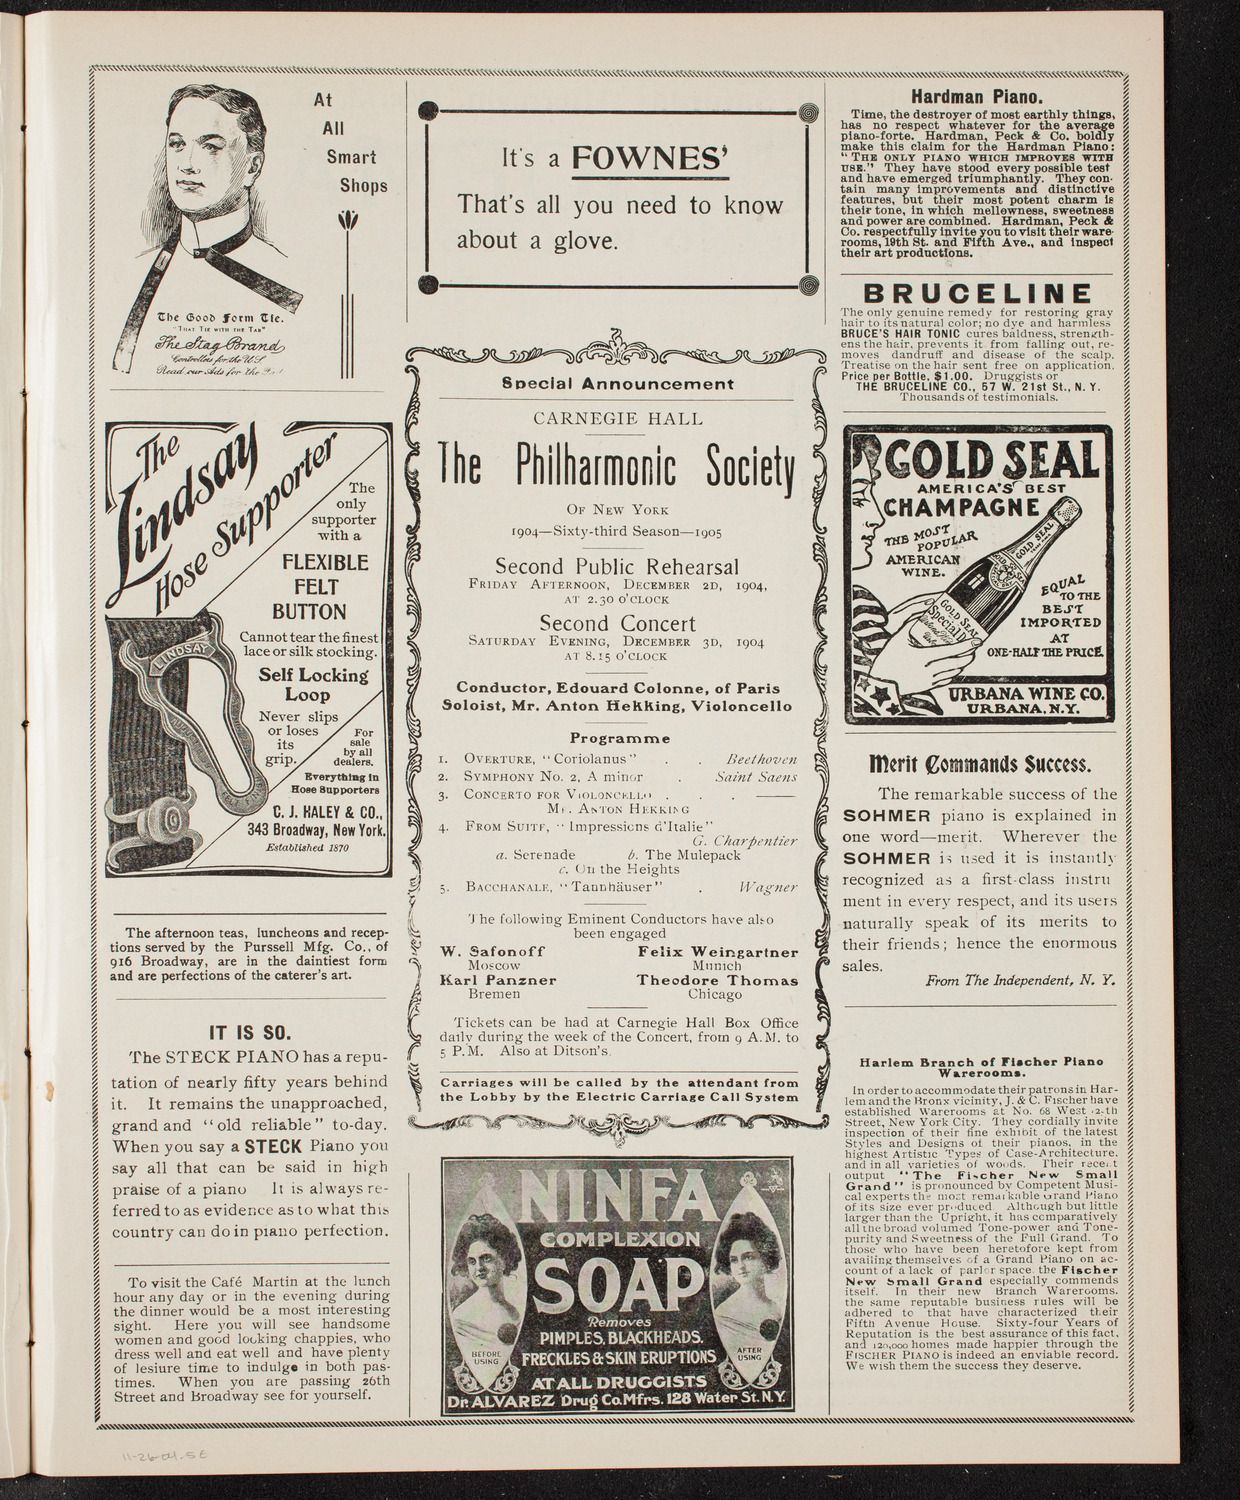 At
All
Smart
Shops
The Good Form Tie.
"That Tie with the Tab"
The Stag Brand
Controllers for the U.S.
Read our Ads for the
The
Lindsay
Hose Supporter
The
only
supporter
with a
FLEXIBLE
FELT
BUTTON
Cannot tear the finest
lace or silk stocking.
Self Locking
Loop
Never slips
or loses
its
grip.
For
sale
by all
dealers.
Everything in
Hose Supporters
C. J. HALEY & CO.,
343 Broadway, New York.
Established 1870
LINDSAY
The afternoon teas, luncheons and recep-
tions served by the Purssell Mfg. Co., of
916 Broadway, are in the daintiest form
and are perfections of the caterer's art.
IT IS SO.
The STECK PIANO has a repu-
tation of nearly fifty years behind
it. It remains the unapproached,
grand and "old reliable" to-day.
When you say a STECK Piano you
say all that can be said in high
praise of a piano It is always re-
ferred to as evidence as to what this
country can do in piano perfection.
To visit the Café Martin at the lunch
hour any day or in the evening during
the dinner would be a most interesting
sight. Here you will see handsome
women and good looking chappies, who
dress well and eat well and have plenty
of lesiure time to indulge in both pas-
times. When you are passing 26th
Street and Broadway see for yourself.
It's a FOWNES'
That's all you need to know
about a glove.
Special Announcement
CARNEGIE HALL
The Philharmonic Society
OF NEW YORK
1904—Sixty-third Season—1905
Second Public Rehearsal
FRIDAY AFTERNOON, DECEMBER 2D, 1904,
AT 2.30 O'CLOCK
Second Concert
SATURDAY EVENING, DECEMBER 3D, 1904
AT 8.15 O'CLOCK
Conductor, Edouard Colonne, of Paris
Soloist, Mr. Anton Hekking, Violoncello
Programme
1. OVERTURE, "Coriolanus" . . Beethoven
2. SYMPHONY NO. 2, A minor . Saint Saens
3. CONCERTO FOR VIOLONCELLO . . ——
MR. ANTON HEKKING
4. FROM SUITE, "Impressions d'Italie"
G. Charpentier
a. Serenade b. The Mulepack
c. On the Heights
5. BACCHANALE, "Tannhäuser" . Wagner
The following Eminent Conductors have also
been engaged
W. Safonoff Felix Weingartner
Moscow Munich
Karl Panzner Theodore Thomas
Bremen Chicago
Tickets can be had at Carnegie Hall Box Office
daily during the week of the Concert, from 9 A.M. to
5 P.M. Also at Ditson's.
Carriages will be called by the attendant from
the Lobby by the Electric Carriage Call System
NINFA
COMPLEXION
SOAP
Removes
PIMPLES, BLACKHEADS,
FRECKLES & SKIN ERUPTIONS
BEFORE
USING
AFTER
USING
AT ALL DRUGGISTS
Dr. ALVAREZ Drug Co. Mfrs. 128 Water St. N.Y.
Hardman Piano.
Time, the destroyer of most earthly things,
has no respect whatever for the average
piano-forte. Hardman, Peck & Co. boldly
make this claim for the Hardman Piano:
"THE ONLY PIANO WHICH IMPROVES WITH
USE." They have stood every possible test
and have emerged triumphantly. They con-
tain many improvements and distinctive
features, but their most potent charm is
their tone, in which mellowness, sweetness
and power are combined. Hardman, Peck &
Co. respectfully invite you to visit their ware-
rooms, 19th St. and Fifth Ave., and inspect
their art productions.
BRUCELINE
The only genuine remedy for restoring gray
hair to its natural color; no dye and harmless
BRUCE'S HAIR TONIC cures baldness, strength-
ens the hair, prevents it from falling out, re-
moves dandruff and disease of the scalp.
Treatise on the hair sent free on application.
Price per Bottle, $1.00. Druggists or
THE BRUCELINE CO., 57 W. 21st St., N. Y.
Thousands of testimonials.
GOLD SEAL
AMERICA'S BEST
CHAMPAGNE
THE MOST
POPULAR
AMERICAN
WINE.
GOLD SEAL
GOLD SEAL
Special Dry
EQUAL
TO THE
BEST
IMPORTED
AT
ONE-HALF THE PRICE.
URBANA WINE CO.
URBANA, N.Y.
Merit Commands Success.
The remarkable success of the
SOHMER piano is explained in
one word—merit. Wherever the
SOHMER is used it is instantly
recognized as a first-class instru
ment in every respect, and its users
naturally speak of its merits to
their friends; hence the enormous
sales.
From The Independent, N. Y.
Harlem Branch of Fischer Piano
Warerooms.
In order to accommodate their patrons in Har-
lem and the Bronx vicinity, J. & C. Fischer have
established Warerooms at No. 68 West
Street, New York City. They cordially invite
inspection of their fine exhibit of the latest
Styles and Designs of their pianos, in the
highest Artistic Types of Case-Architecture,
and in all varieties of woods. Their recent
output "The Fischer New Small
Grand" is pronounced by Competent Musi-
cal experts the most remarkable Grand Piano
of its size ever produced. Although but little
larger than the Upright, it has comparatively
all the broad volumed Tone-power and Tone-
purity and Sweetness of the Full Grand. To
those who have been heretofore kept from
availing themselves of a Grand Piano on ac-
count of a lack of parlor space the Fischer
New Small Grand especially commends
itself. In their new Branch Warerooms,
the same reputable business rules will be
adhered to that have characterized their
Fifth Avenue House. Sixty-four Years of
Reputation is the best assurance of this fact,
and 120,000 homes made happier through the
FISCHER PIANO is indeed an enviable record.
We wish them the success they deserve.
11-26-04. S E